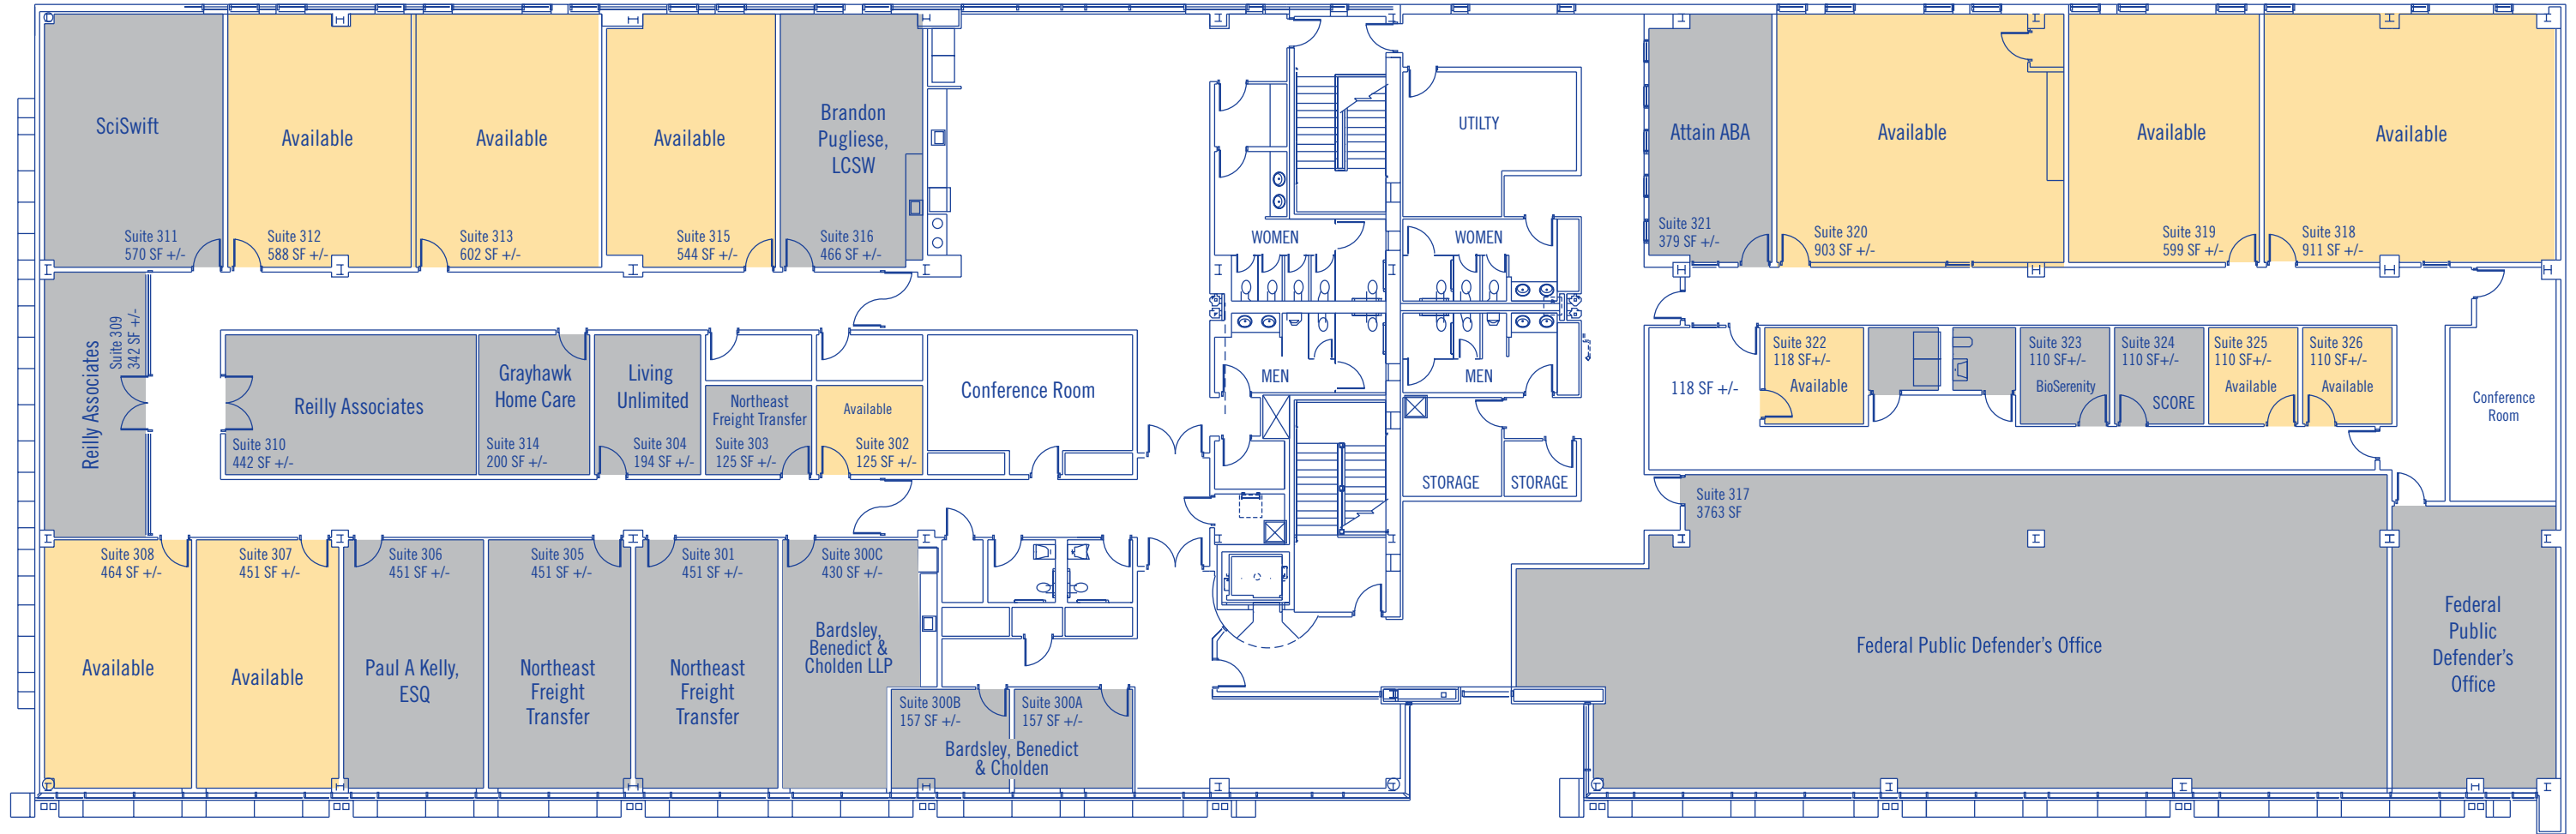 SciSwift
Suite 311
570 SF +/-
Available
Suite 312
588 SF +/-
Available
Suite 313
602 SF +/-
Available
Suite 315
544 SF +/-
Brandon
Pugliese,
LCSW
Suite 316
466 SF +/-
WOMEN
UTILTY
WOMEN
Attain ABA
Suite 321
379 SF +/-
Available
Suite 320
903 SF +/-
Available
Suite 319
599 SF +/-
Available
Suite 318
911 SF +/-
Reilly Associates
Suite 309
342 SF +/-
Reilly Associates
Suite 310
442 SF +/-
Grayhawk
Home Care
Suite 314
200 SF +/-
Living
Unlimited
Suite 304
194 SF +/-
Northeast
Freight Transfer
Suite 303
125 SF +/-
Available
Suite 302
125 SF +/-
Conference Room
MEN
MEN
STORAGE
STORAGE
118 SF +/-
Suite 322
118 SF+/-
Available
Suite 323
110 SF+/-
BioSerenity
Suite 324
110 SF+/-
SCORE
Suite 325
110 SF+/-
Available
Suite 326
110 SF+/-
Available
Conference
Room
Suite 308
464 SF +/-
Available
Suite 307
451 SF +/-
Available
Suite 306
451 SF +/-
Paul A Kelly,
ESQ
Suite 305
451 SF +/-
Northeast
Freight
Transfer
Suite 301
451 SF +/-
Northeast
Freight
Transfer
Suite 300C
430 SF +/-
Bardsley,
Benedict &
Cholden LLP
Suite 300B
157 SF +/-
Suite 300A
157 SF +/-
Bardsley, Benedict
& Cholden
Suite 317
3763 SF
Federal Public Defender's Office
Federal
Public
Defender's
Office